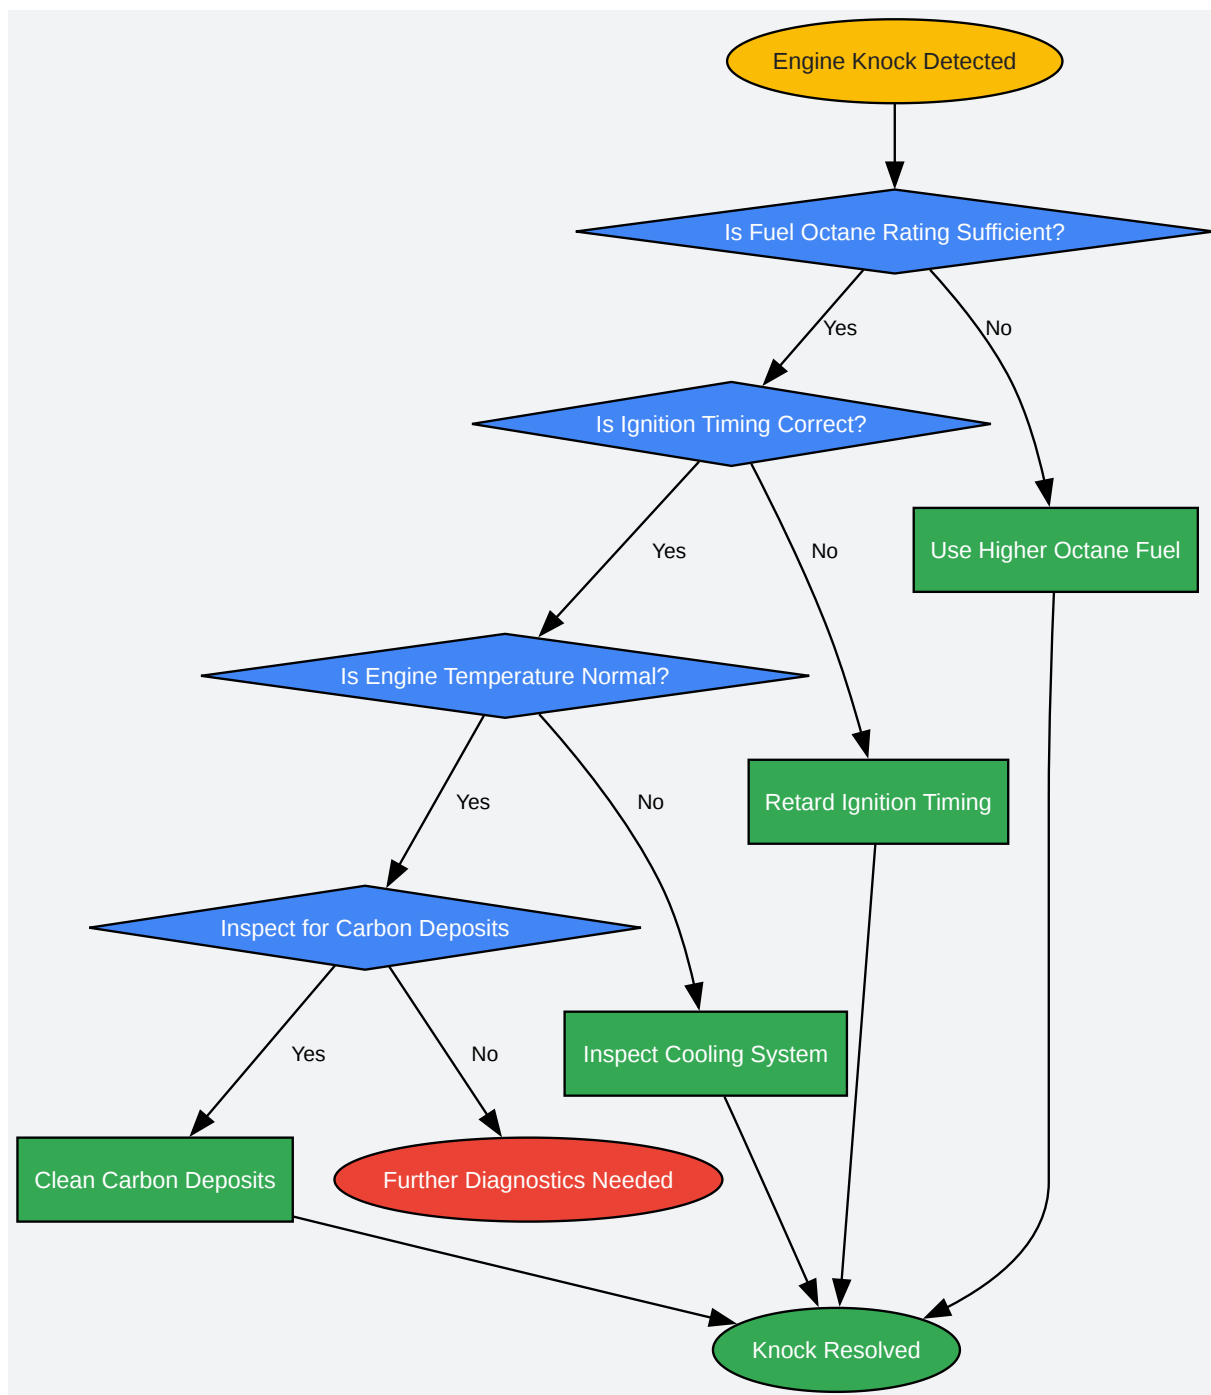 Engine Knock Detected
Is Fuel Octane Rating Sufficient?
Yes
No
Is Ignition Timing Correct?
Yes
No
Use Higher Octane Fuel
Is Engine Temperature Normal?
Yes
No
Retard Ignition Timing
Inspect for Carbon Deposits
Yes
No
Inspect Cooling System
Clean Carbon Deposits
Further Diagnostics Needed
Knock Resolved